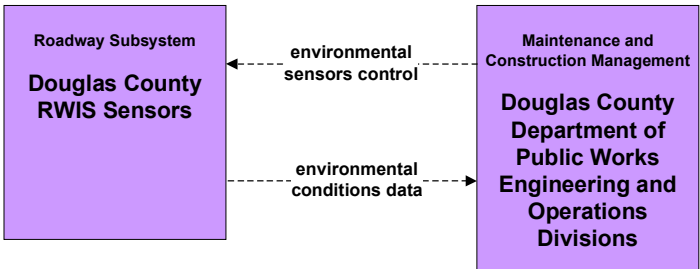 Roadway Subsystem
Douglas County
RWIS Sensors
environmental
sensors control
environmental
conditions data
Maintenance and
Construction Management
Douglas County
Department of
Public Works
Engineering and
Operations
Divisions